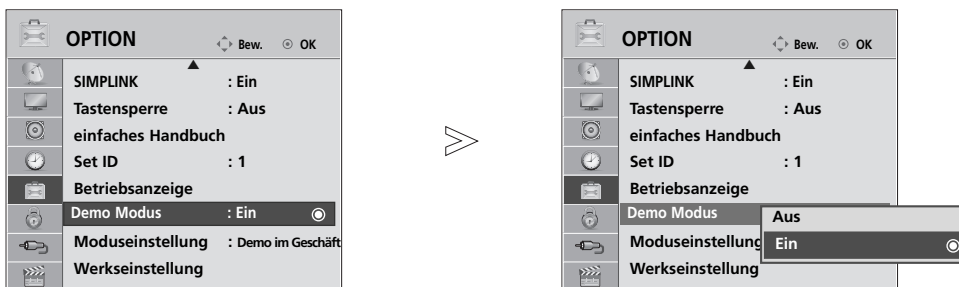 OPTION Bew. OK
SIMPLINK : Ein
Tastensperre : Aus
einfaches Handbuch
Set ID : 1
Betriebsanzeige
Demo Modus : Ein
Moduseinstellung : Demo im Geschäft
Werkseinstellung
OPTION Bew. OK
SIMPLINK : Ein
Tastensperre : Aus
einfaches Handbuch
Set ID : 1
Betriebsanzeige
Demo Modus
Aus
Ein
Moduseinstellung
Werkseinstellung